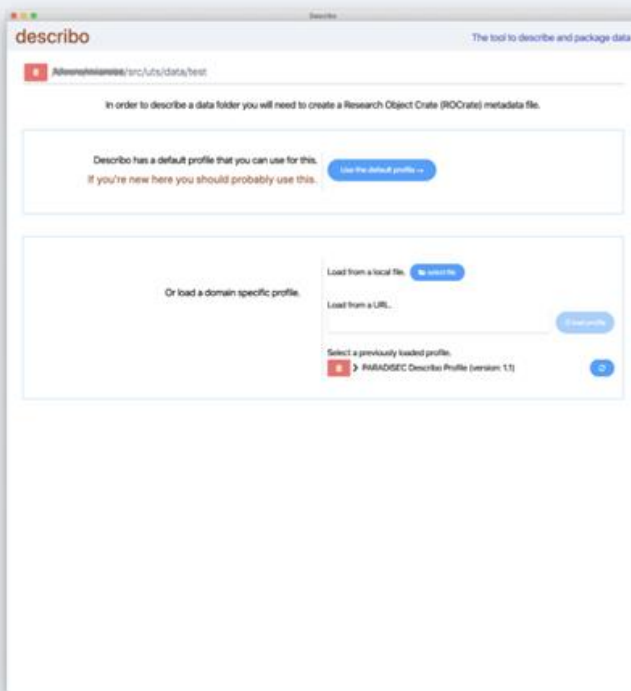 Describo
describo
The tool to describe and package data
/src/uts/data/test
In order to describe a data folder you will need to create a Research Object Crate (ROCrate) metadata file.
Describo has a default profile that you can use for this.
If you're new here you should probably use this.
Use the default profile →
Or load a domain specific profile.
Load from a local file.
select file
Load from a URL.
load profile
Select a previously loaded profile.
PARADISEC Describo Profile (version: 1.1)